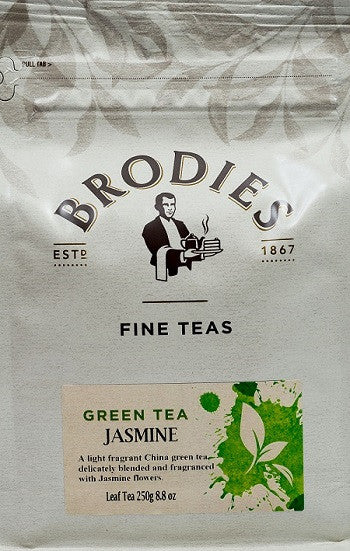 PULL TAB >
BRODIES
ESTD 1867
FINE TEAS
GREEN TEA
JASMINE
A light fragrant China green tea,
delicately blended and fragranced
with Jasmine flowers.
Leaf Tea 250g 8.8 oz